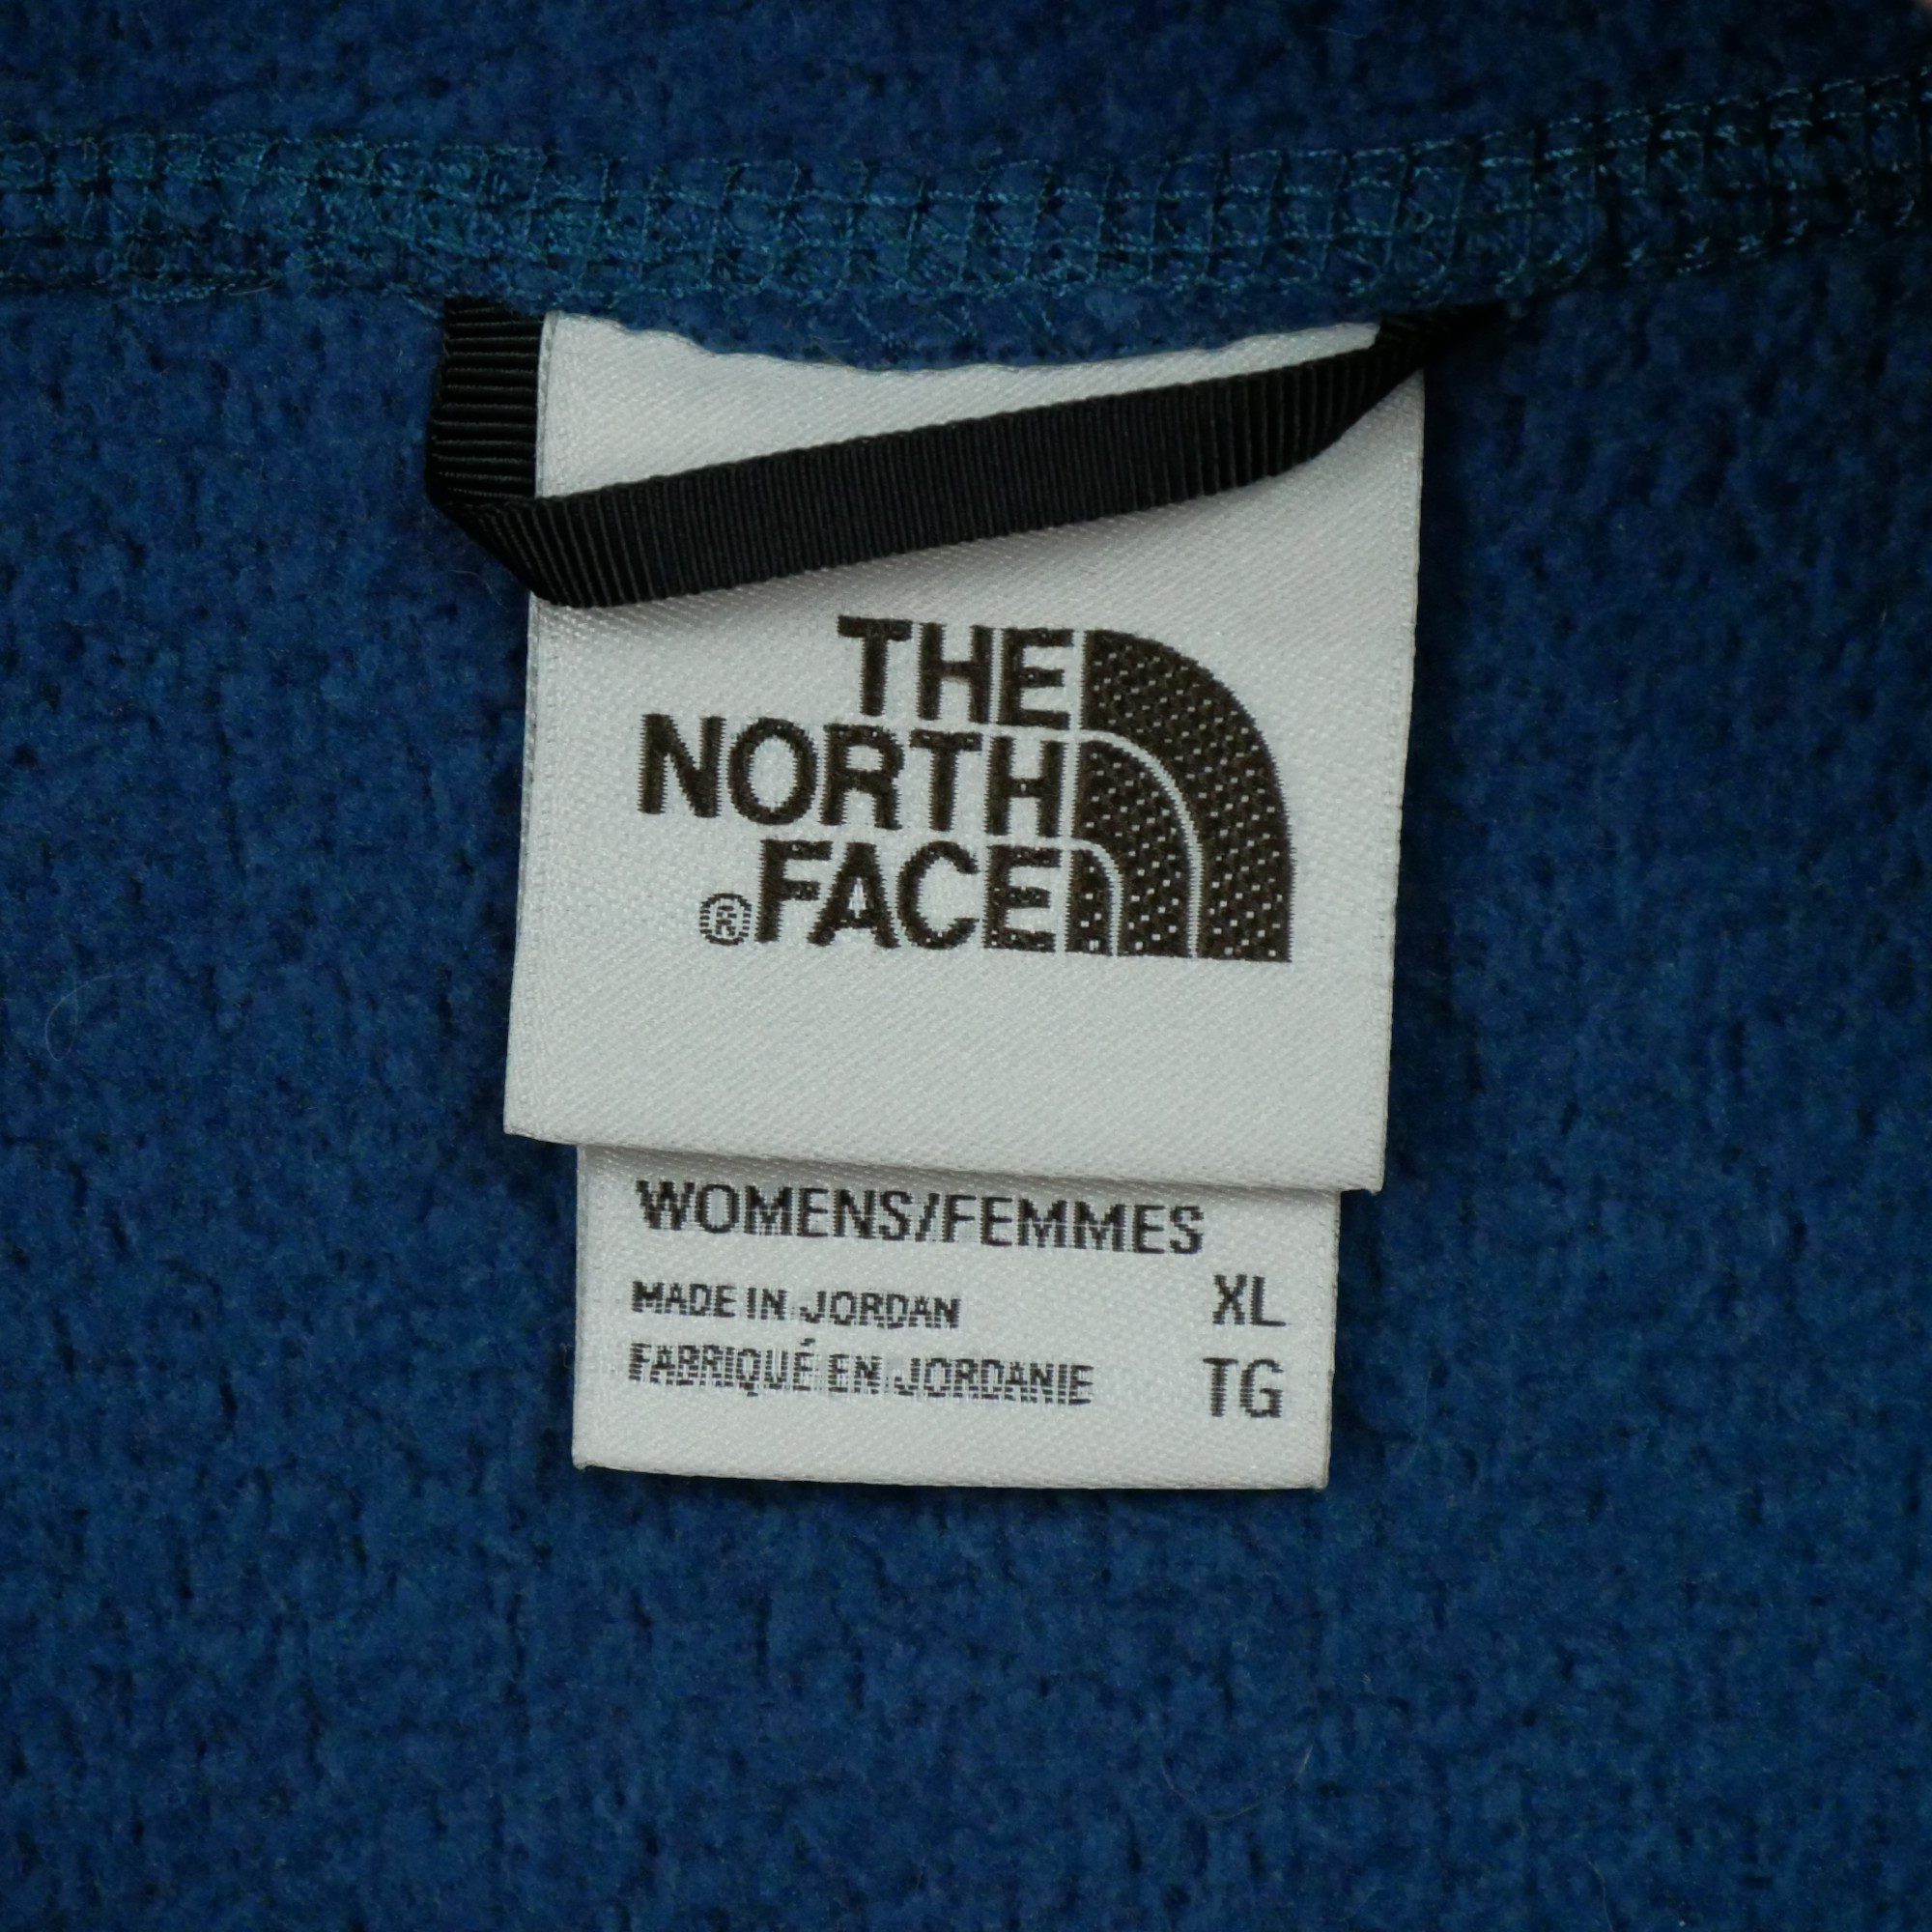 THE
NORTH
®FACE
WOMENS/FEMMES
MADE IN JORDAN XL
FABRIQUÉ EN JORDANIE TG